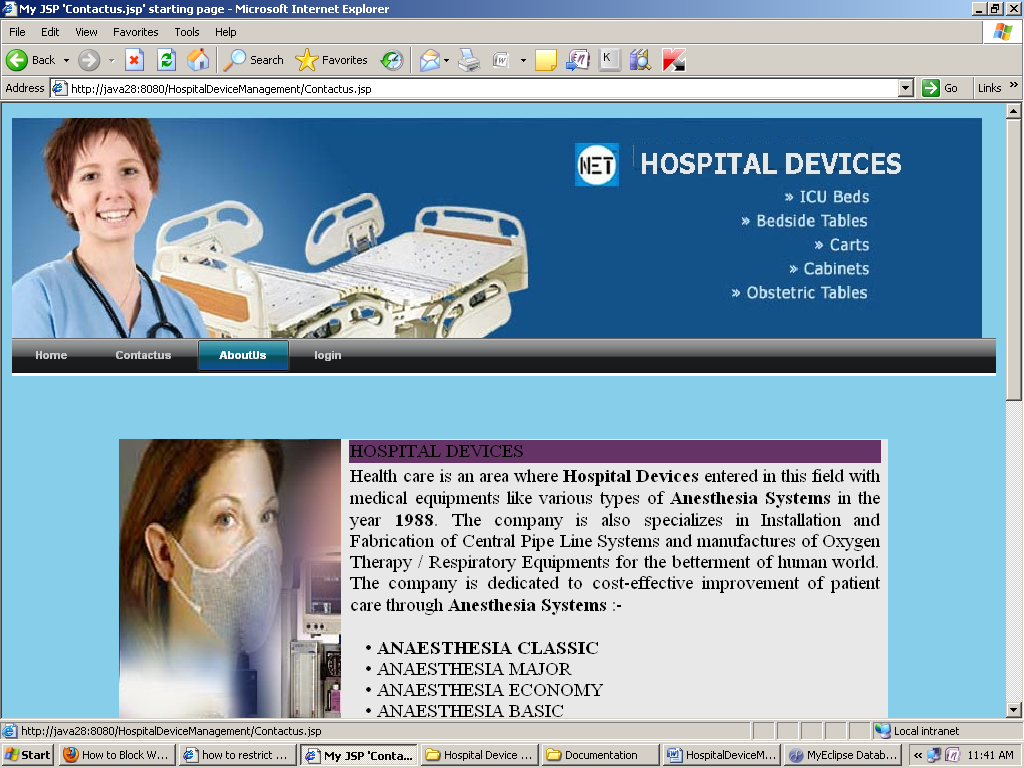 My JSP 'Contactus.jsp' starting page - Microsoft Internet Explorer
File Edit View Favorites Tools Help
Back Search Favorites
Address http://java28:8080/HospitalDeviceManagement/Contactus.jsp Go Links »
NET HOSPITAL DEVICES
» ICU Beds
» Bedside Tables
» Carts
» Cabinets
» Obstetric Tables
Home Contactus AboutUs login
HOSPITAL DEVICES
Health care is an area where Hospital Devices entered in this field with
medical equipments like various types of Anesthesia Systems in the
year 1988. The company is also specializes in Installation and
Fabrication of Central Pipe Line Systems and manufactures of Oxygen
Therapy / Respiratory Equipments for the betterment of human world.
The company is dedicated to cost-effective improvement of patient
care through Anesthesia Systems :-
• ANAESTHESIA CLASSIC
• ANAESTHESIA MAJOR
• ANAESTHESIA ECONOMY
• ANAESTHESIA BASIC
http://java28:8080/HospitalDeviceManagement/Contactus.jsp Local intranet
Start How to Block W... how to restrict ... My JSP 'Conta... Hospital Device ... Documentation HospitalDeviceM... MyEclipse Datab... « 11:41 AM